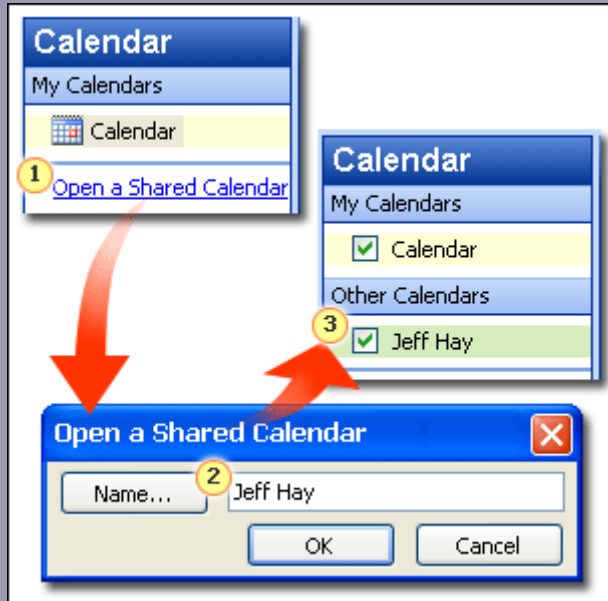 Calendar
My Calendars
Calendar
1
Open a Shared Calendar
Calendar
My Calendars
Calendar
Other Calendars
3
Jeff Hay
Open a Shared Calendar
Name...
2
Jeff Hay
OK
Cancel